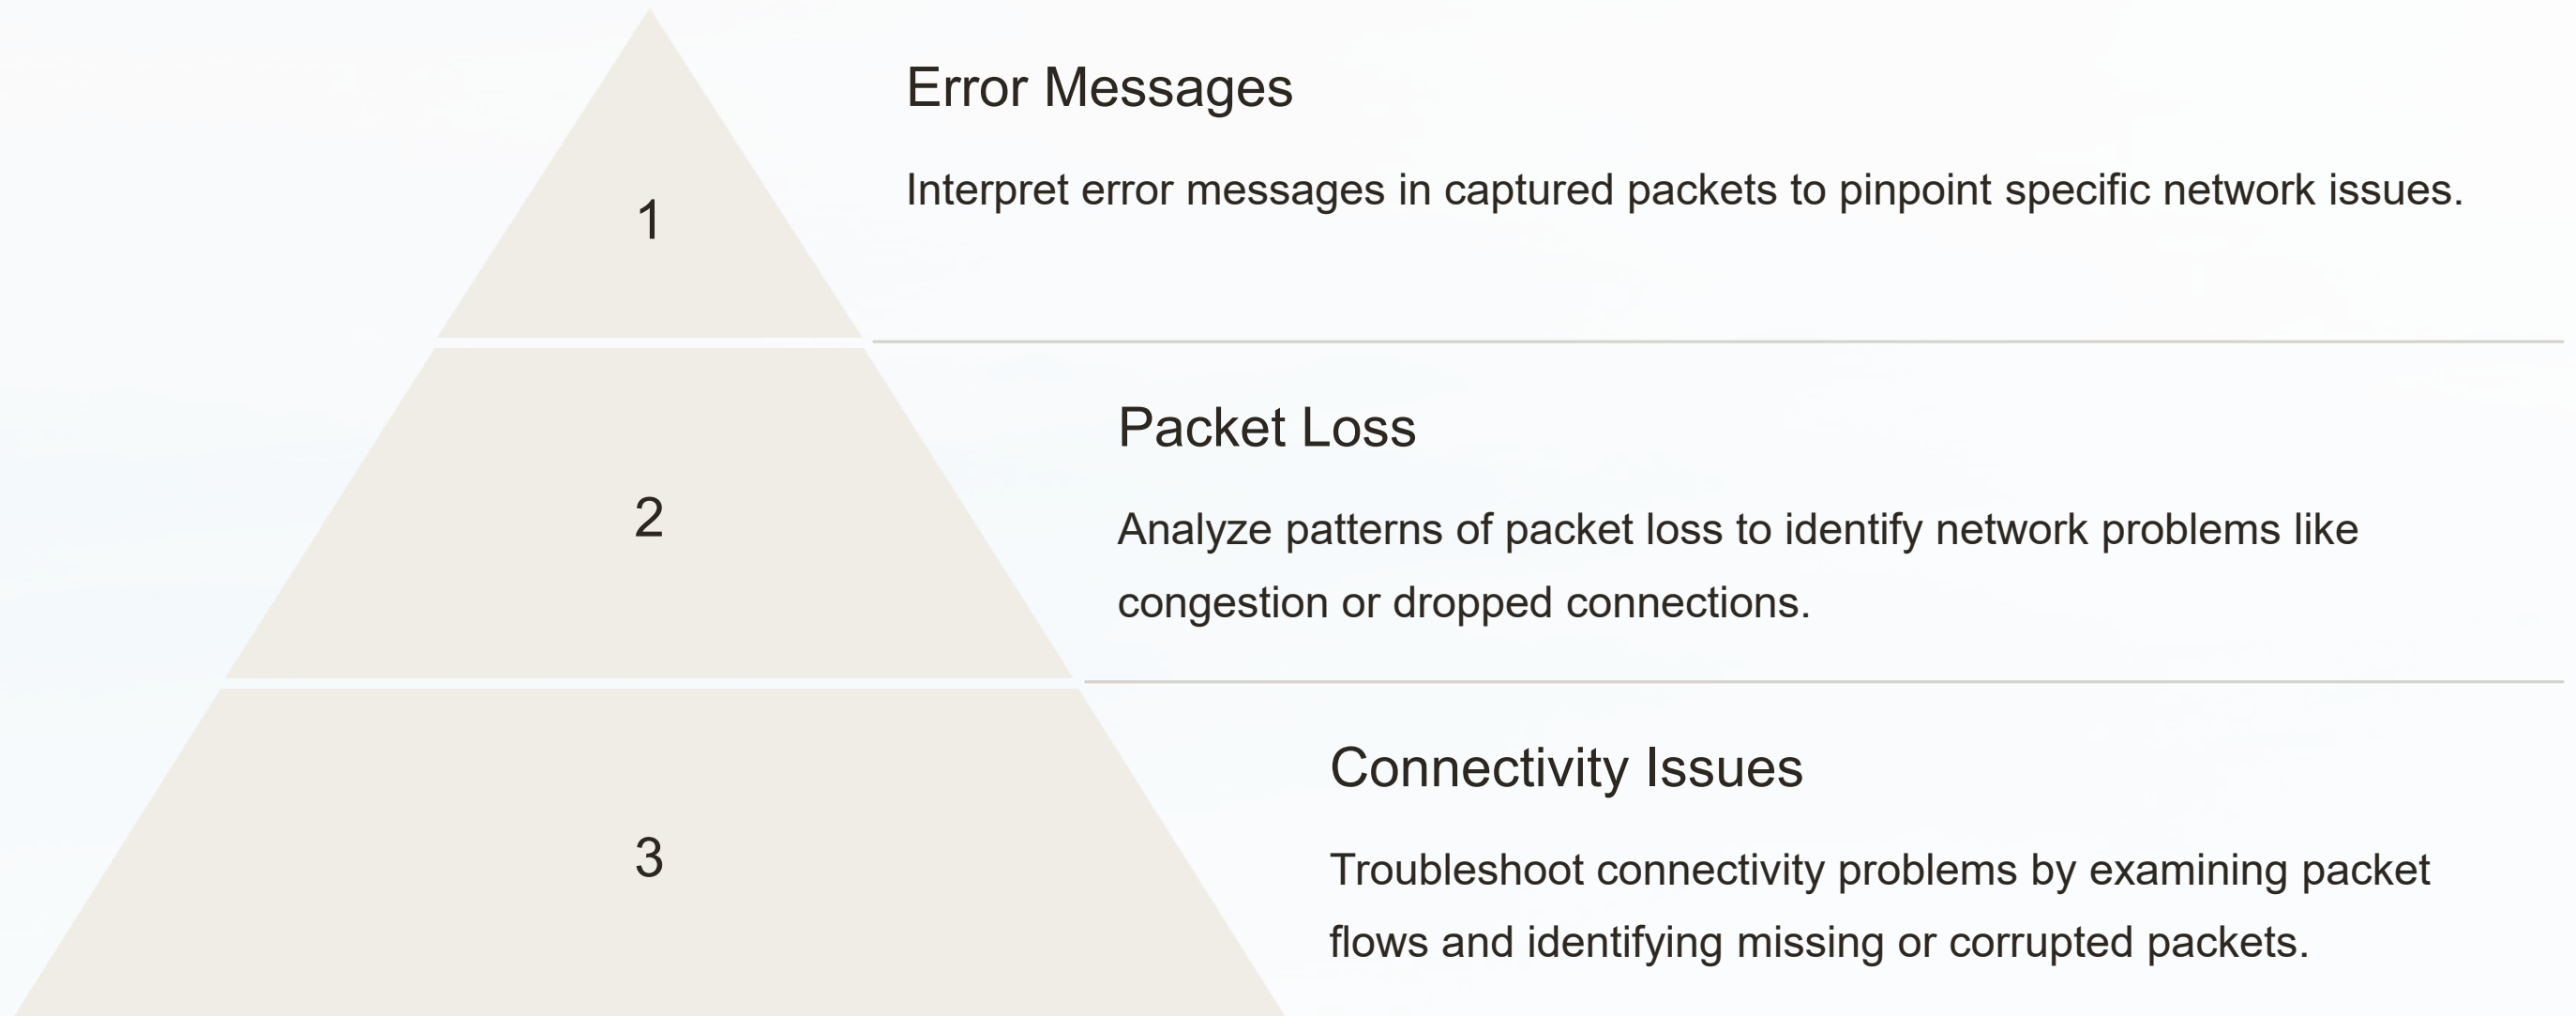 1
Error Messages
Interpret error messages in captured packets to pinpoint specific network issues.
2
Packet Loss
Analyze patterns of packet loss to identify network problems like
congestion or dropped connections.
3
Connectivity Issues
Troubleshoot connectivity problems by examining packet
flows and identifying missing or corrupted packets.